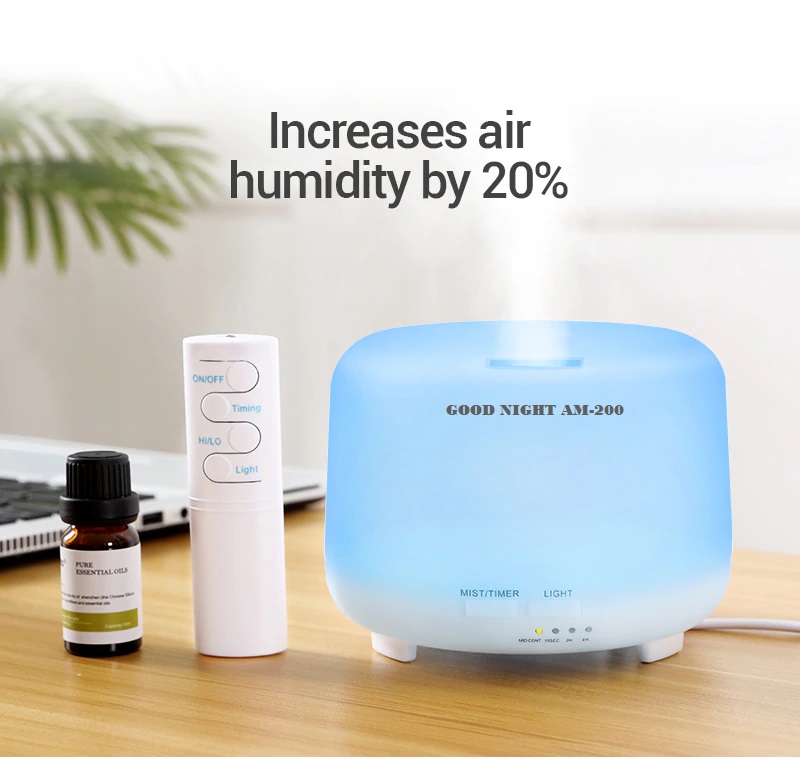 Increases air
humidity by 20%
ON/OFF
Timing
HI/LO
Light
GOOD NIGHT AM-200
PURE
ESSENTIAL OILS
MIST/TIMER LIGHT